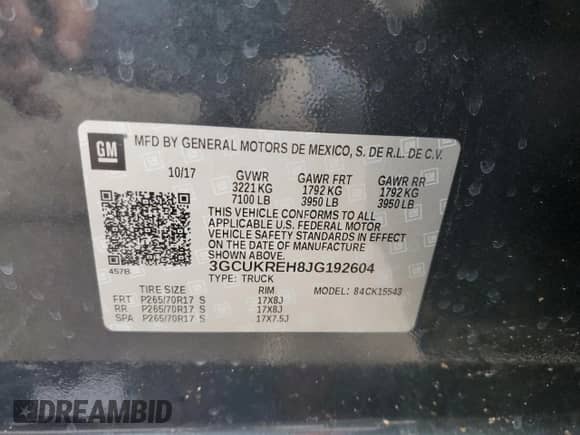 GM
MFD BY GENERAL MOTORS DE MEXICO, S. DE R.L. DE C.V.
10/17 GVWR GAWR FRT GAWR RR
3221 KG 1792 KG 1792 KG
7100 LB 3950 LB 3950 LB
THIS VEHICLE CONFORMS TO ALL
APPLICABLE U.S. FEDERAL MOTOR
VEHICLE SAFETY STANDARDS IN EFFECT
ON THE DATE OF MANUFACTURE
SHOWN ABOVE.
457B 3GCUKREH8JG192604
TYPE: TRUCK
TIRE SIZE RIM MODEL: 84CK15543
FRT P265/70R17 S 17X8J
RR P265/70R17 S 17X8J
SPA P265/70R17 S 17X7.5J
DREAMBID